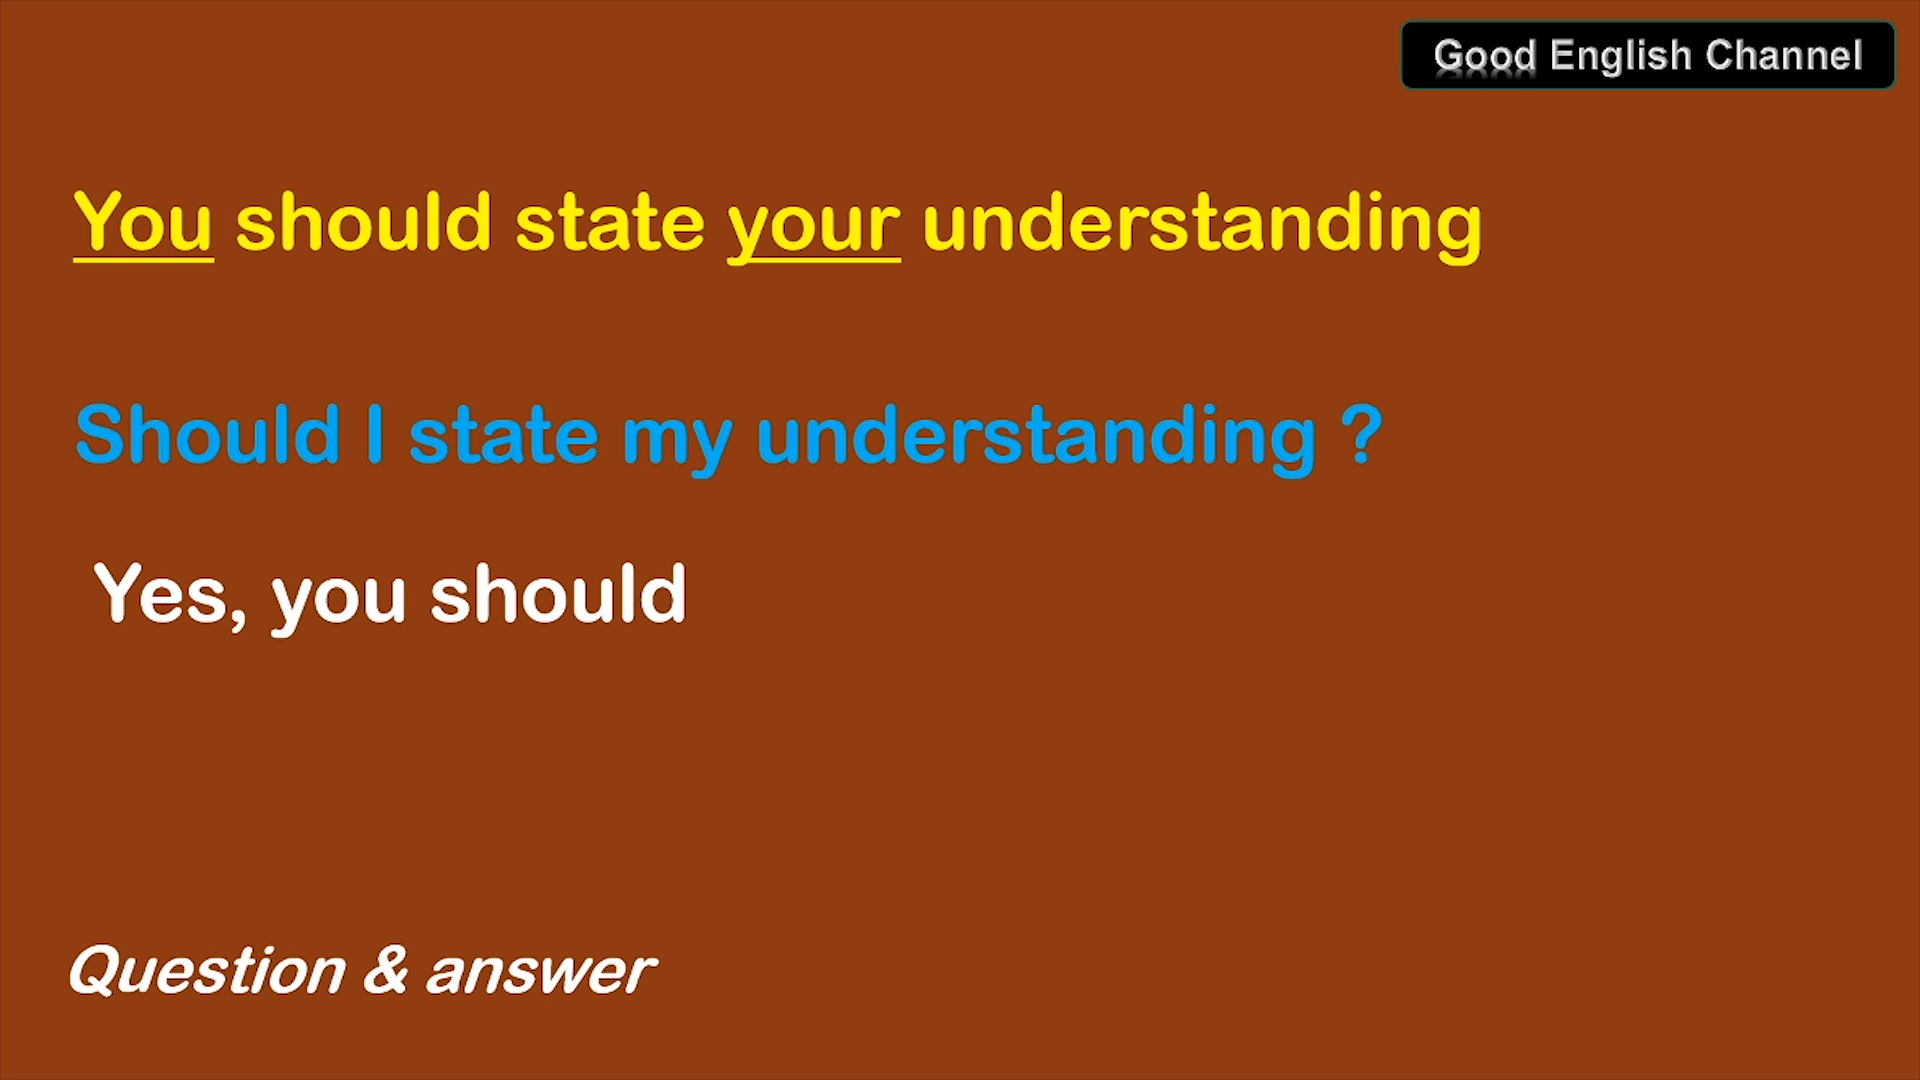 Good English Channel
You should state your understanding
Should I state my understanding ?
Yes, you should
Question & answer